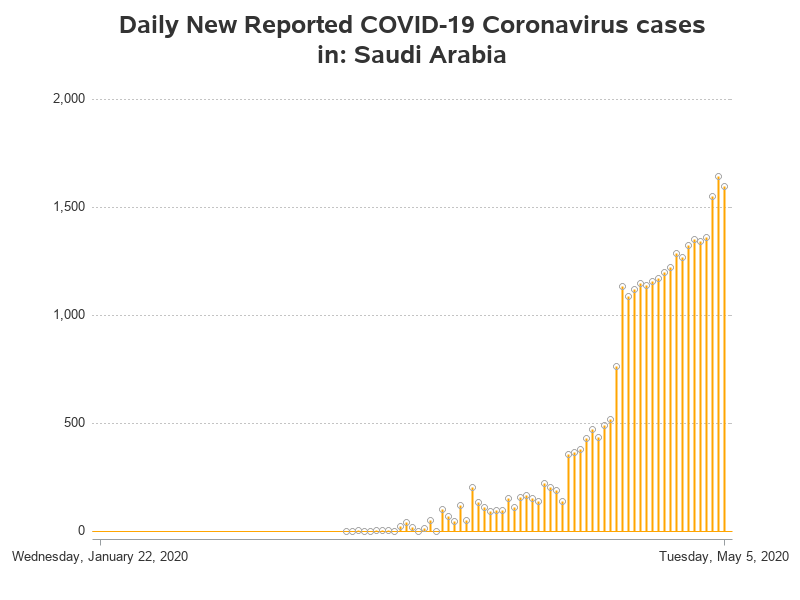 Daily New Reported COVID-19 Coronavirus cases
in: Saudi Arabia
2,000
1,500
1,000
500
0
Wednesday, January 22, 2020 Tuesday, May 5, 2020